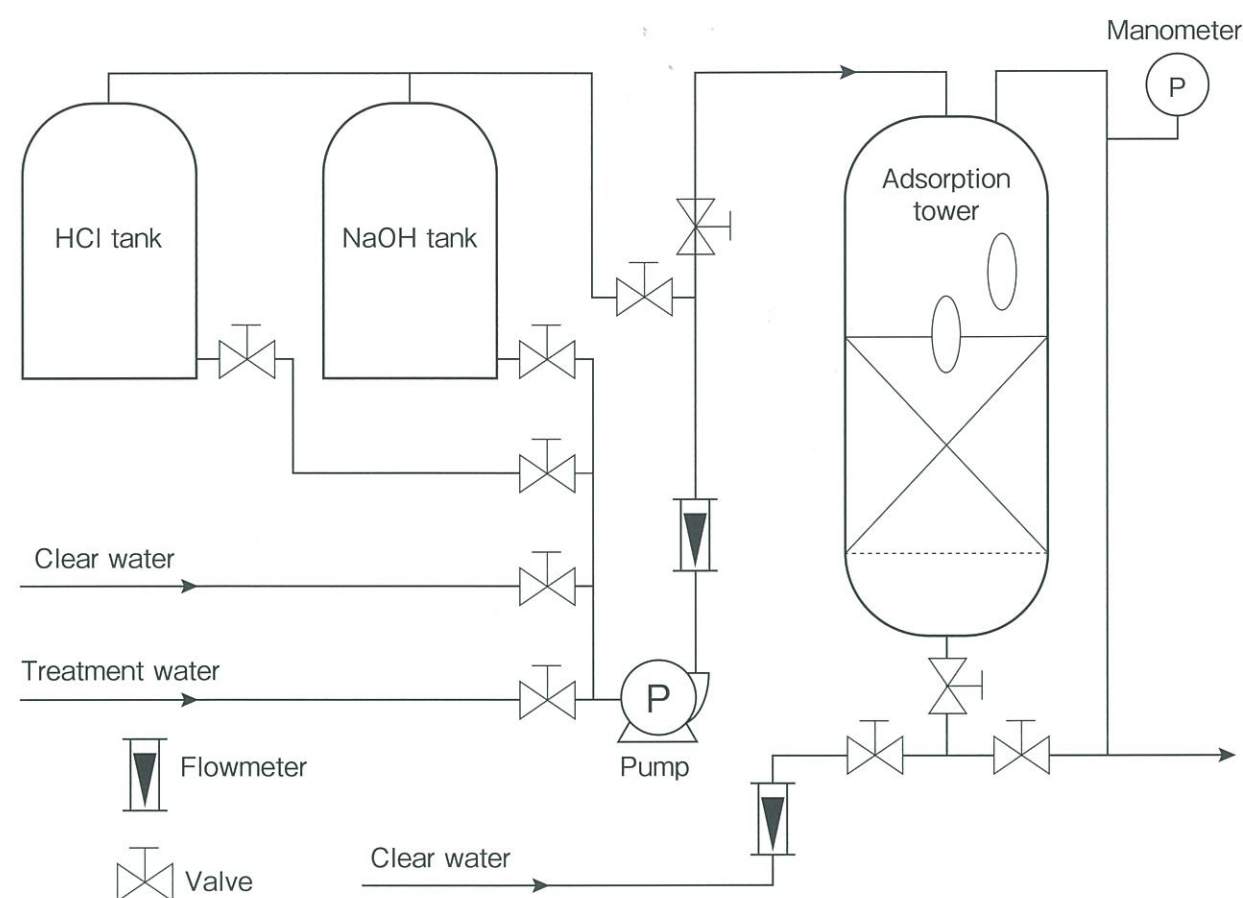 Manometer
P
Adsorption
tower
HCl tank
NaOH tank
Clear water
Treatment water
P
Flowmeter
Pump
Clear water
Valve